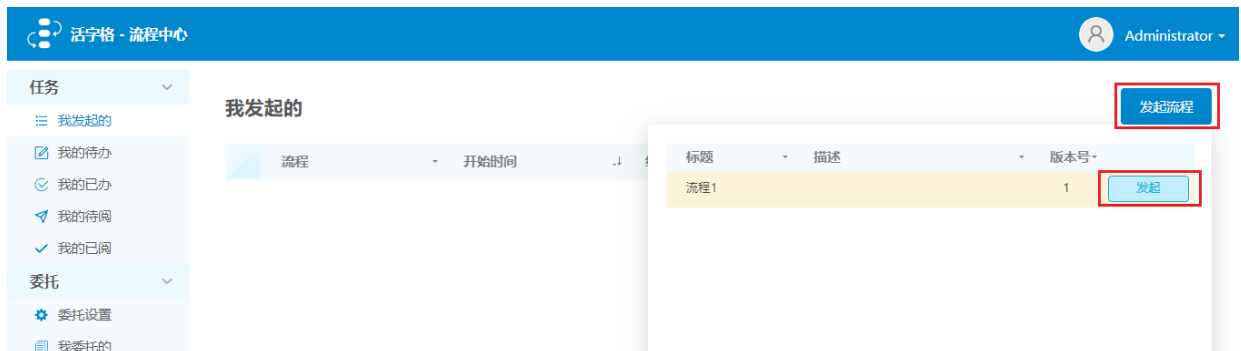 活字格 - 流程中心
Administrator
任务
我发起的
我的待办
我的已办
我的待阅
我的已阅
委托
委托设置
我委托的
我发起的
发起流程
流程 开始时间
标题 描述 版本号
流程1 1 发起